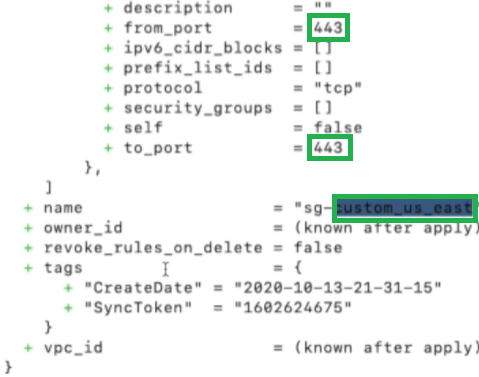 + description = ""
+ from_port = 443
+ ipv6_cidr_blocks = []
+ prefix_list_ids = []
+ protocol = "tcp"
+ security_groups = []
+ self = false
+ to_port = 443
},
]
+ name = "sg-custom_us_east"
+ owner_id = (known after apply)
+ revoke_rules_on_delete = false
+ tags = {
+ "CreateDate" = "2020-10-13-21-31-15"
+ "SyncToken" = "1602624675"
}
+ vpc_id = (known after apply)
}